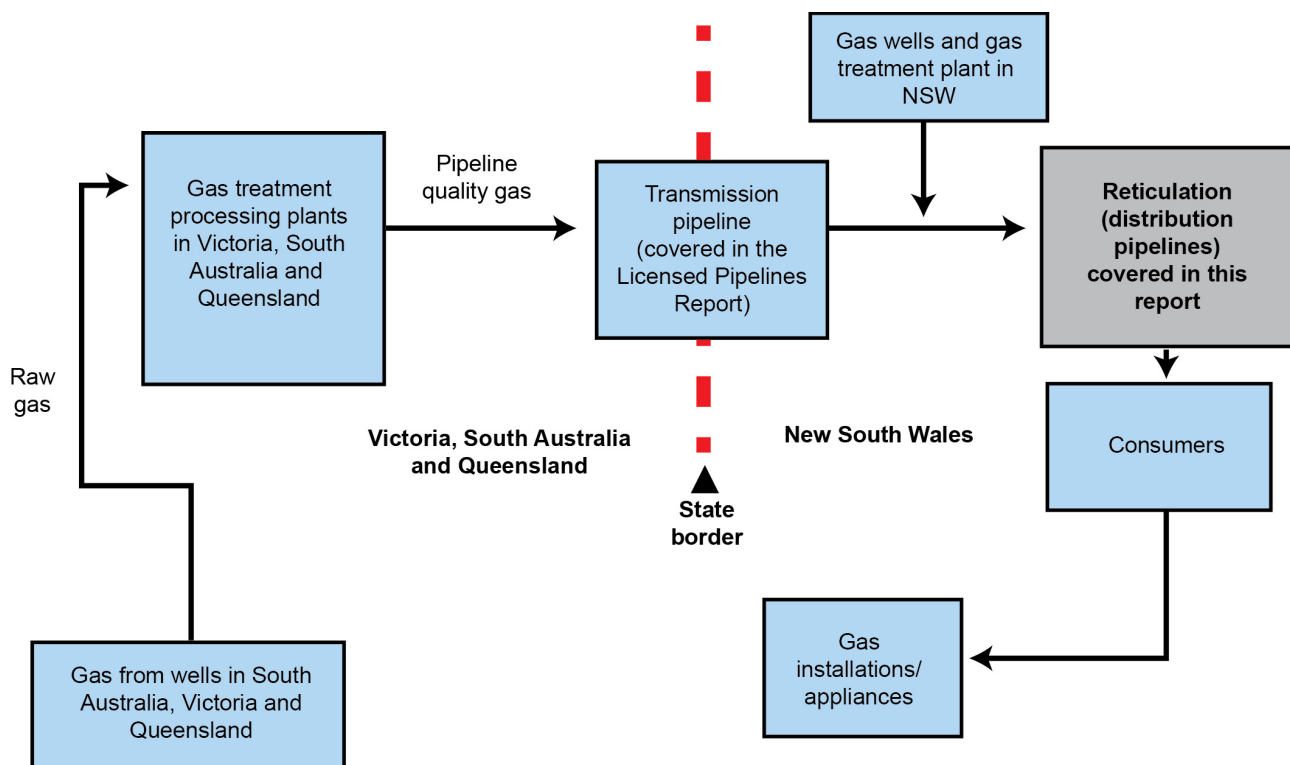 Gas wells and gas
treatment plant in
NSW
Gas treatment
processing plants
in Victoria, South
Australia and
Queensland
Pipeline
quality gas
Transmission
pipeline
(covered in the
Licensed Pipelines
Report)
Reticulation
(distribution
pipelines)
covered in this
report
Raw
gas
Victoria, South Australia
and Queensland
New South Wales
Consumers
State
border
Gas
installations/
appliances
Gas from wells in South
Australia, Victoria and
Queensland